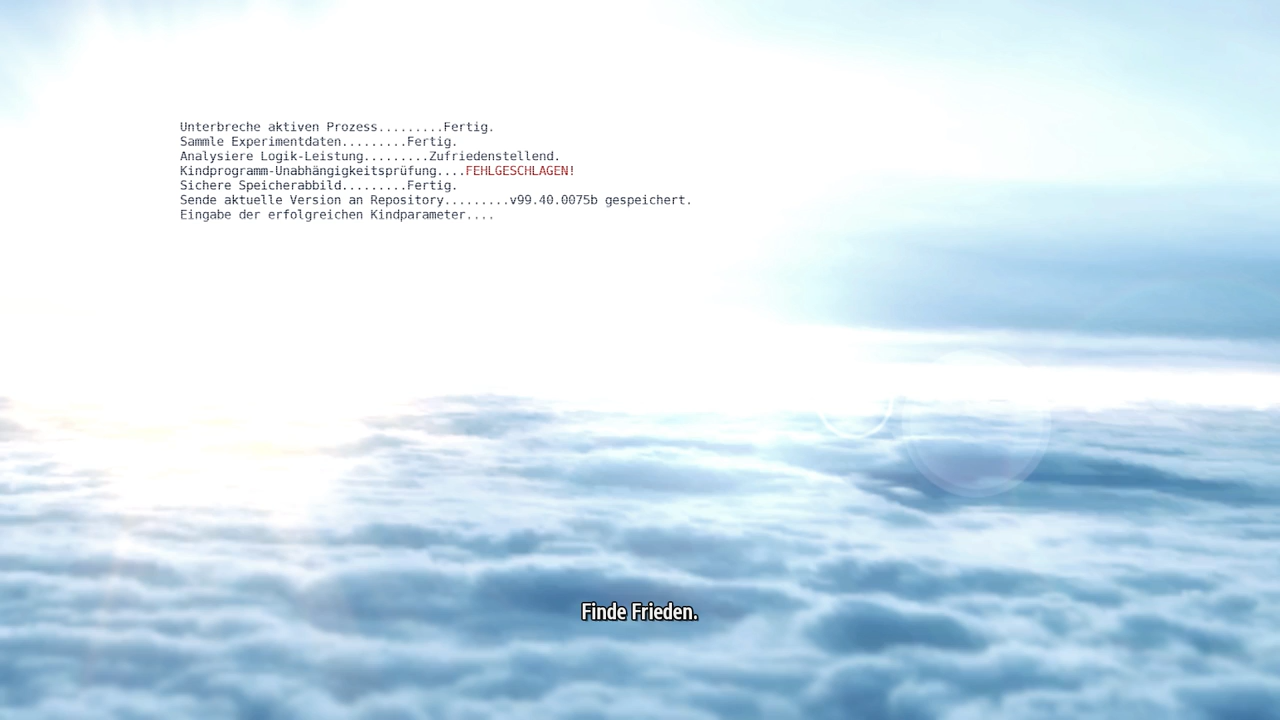 Unterbreche aktiven Prozess.........Fertig.
Sammle Experimentdaten.........Fertig.
Analysiere Logik-Leistung.........Zufriedenstellend.
Kindprogramm-Unabhängigkeitsprüfung....FEHLGESCHLAGEN!
Sichere Speicherabbild.........Fertig.
Sende aktuelle Version an Repository.........v99.40.0075b gespeichert.
Eingabe der erfolgreichen Kindparameter....
Finde Frieden.